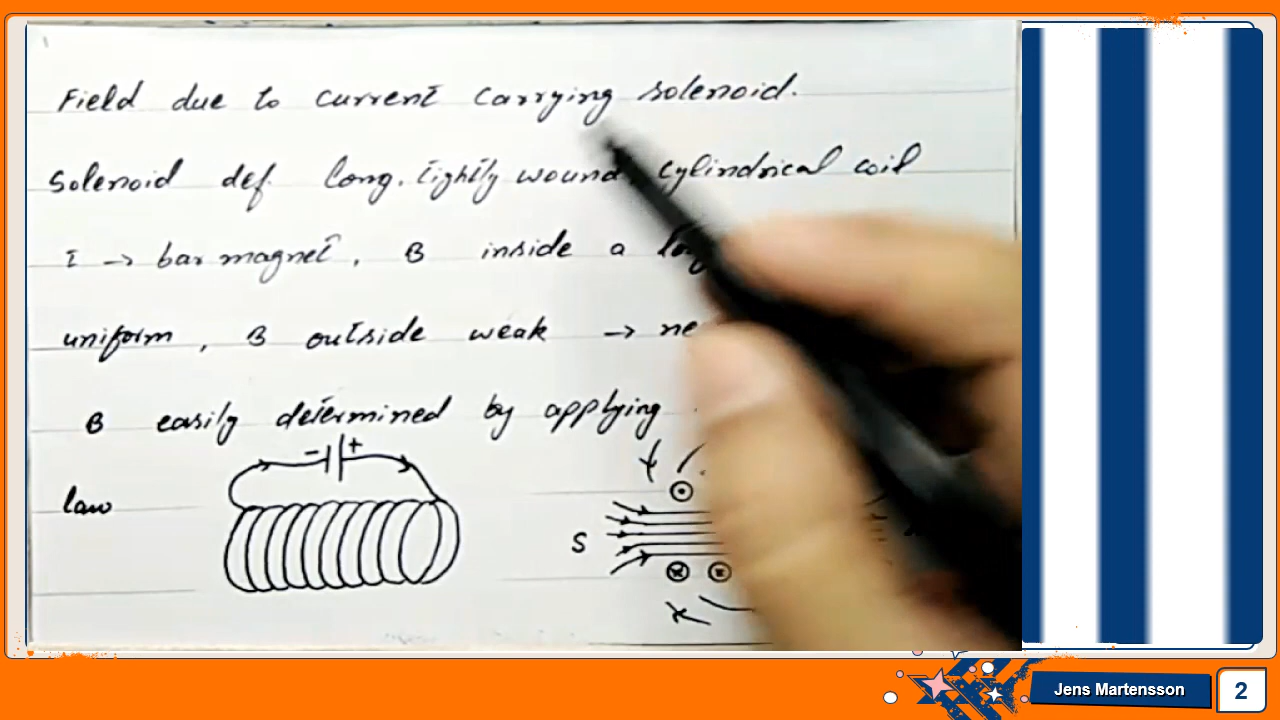 Field due to current carrying solenoid.
Solenoid def. long, tightly wound cylindrical coil
I → bar magnet, B inside a
uniform, B outside weak →
B easily determined by applying
law
- +
S
Jens Martensson
2